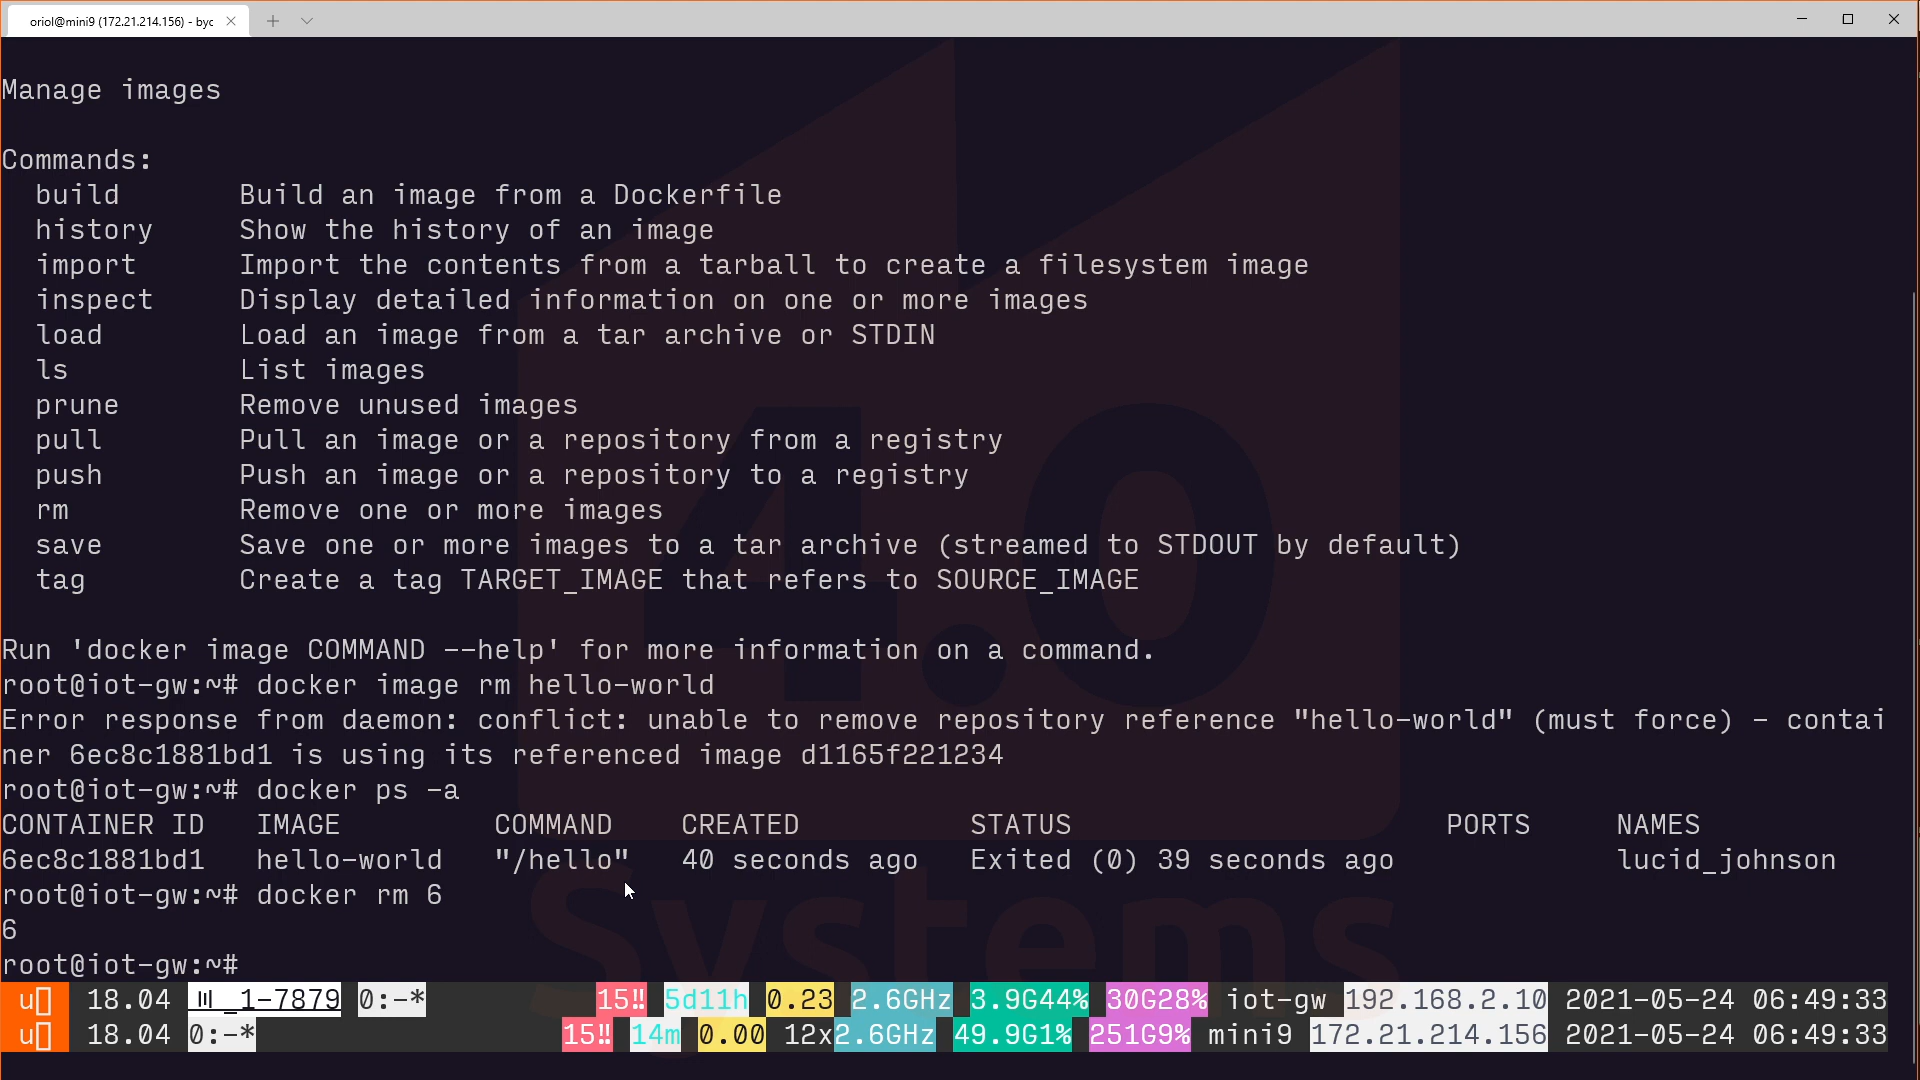 oriol@mini9 (172.21.214.156) - byc
Manage images
Commands:
build Build an image from a Dockerfile
history Show the history of an image
import Import the contents from a tarball to create a filesystem image
inspect Display detailed information on one or more images
load Load an image from a tar archive or STDIN
ls List images
prune Remove unused images
pull Pull an image or a repository from a registry
push Push an image or a repository to a registry
rm Remove one or more images
save Save one or more images to a tar archive (streamed to STDOUT by default)
tag Create a tag TARGET_IMAGE that refers to SOURCE_IMAGE
Run 'docker image COMMAND --help' for more information on a command.
root@iot-gw:~# docker image rm hello-world
Error response from daemon: conflict: unable to remove repository reference "hello-world" (must force) - contai
ner 6ec8c1881bd1 is using its referenced image d1165f221234
root@iot-gw:~# docker ps -a
CONTAINER ID IMAGE COMMAND CREATED STATUS PORTS NAMES
6ec8c1881bd1 hello-world "/hello" 40 seconds ago Exited (0) 39 seconds ago lucid_johnson
root@iot-gw:~# docker rm 6
6
root@iot-gw:~#
u 18.04 _1-7879 0:-* 15!! 5d11h 0.23 2.6GHz 3.9G44% 30G28% iot-gw 192.168.2.10 2021-05-24 06:49:33
u 18.04 0:-* 15!! 14m 0.00 12x2.6GHz 49.9G1% 251G9% mini9 172.21.214.156 2021-05-24 06:49:33
4.0
Systems